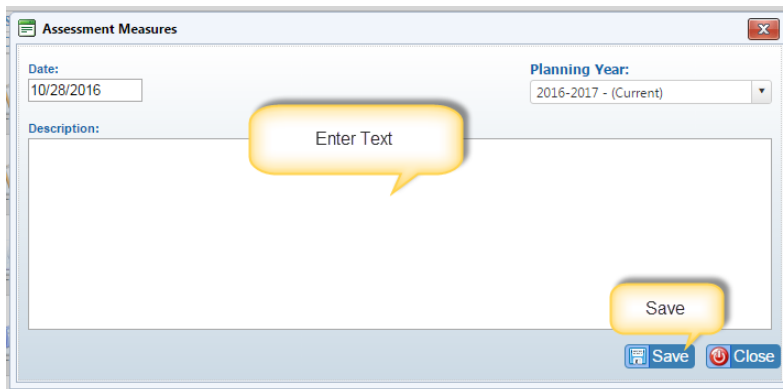 Assessment Measures
Date:
Planning Year:
10/28/2016
2016-2017 - (Current)
Description:
Enter Text
Save
Save
Close